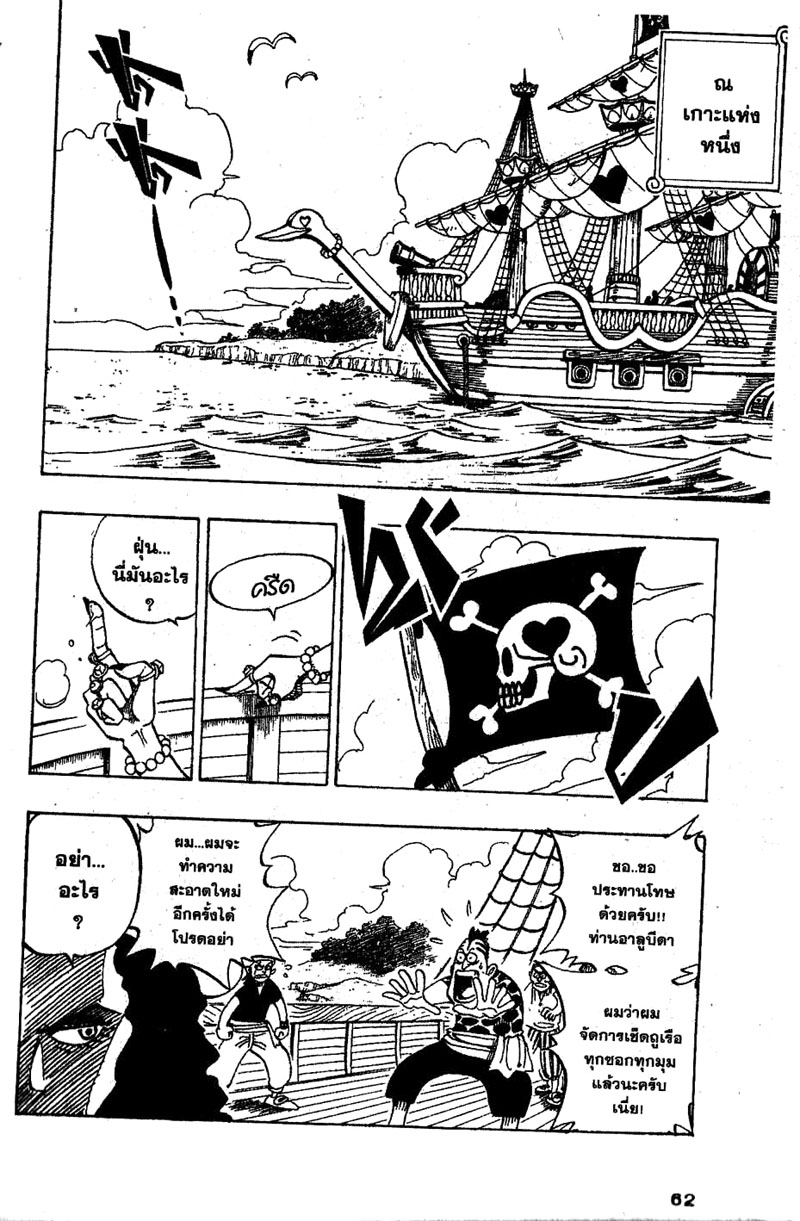 ณ
เกาะแห่ง
หนึ่ง
พรึ่บ
ครืด
ฝุ่น...
นี่มันอะไร
?
ขอ..ขอ
ประทานโทษ
ด้วยครับ!!
ท่านอาลูบีดา
ผมว่าผม
จัดการเช็ดถูเรือ
ทุกซอกทุกมุม
แล้วนะครับ
เนี่ย!
ผม...ผมจะ
ทำความ
สะอาดใหม่
อีกครั้งได้
โปรดอย่า
อย่า...
อะไร
?
62